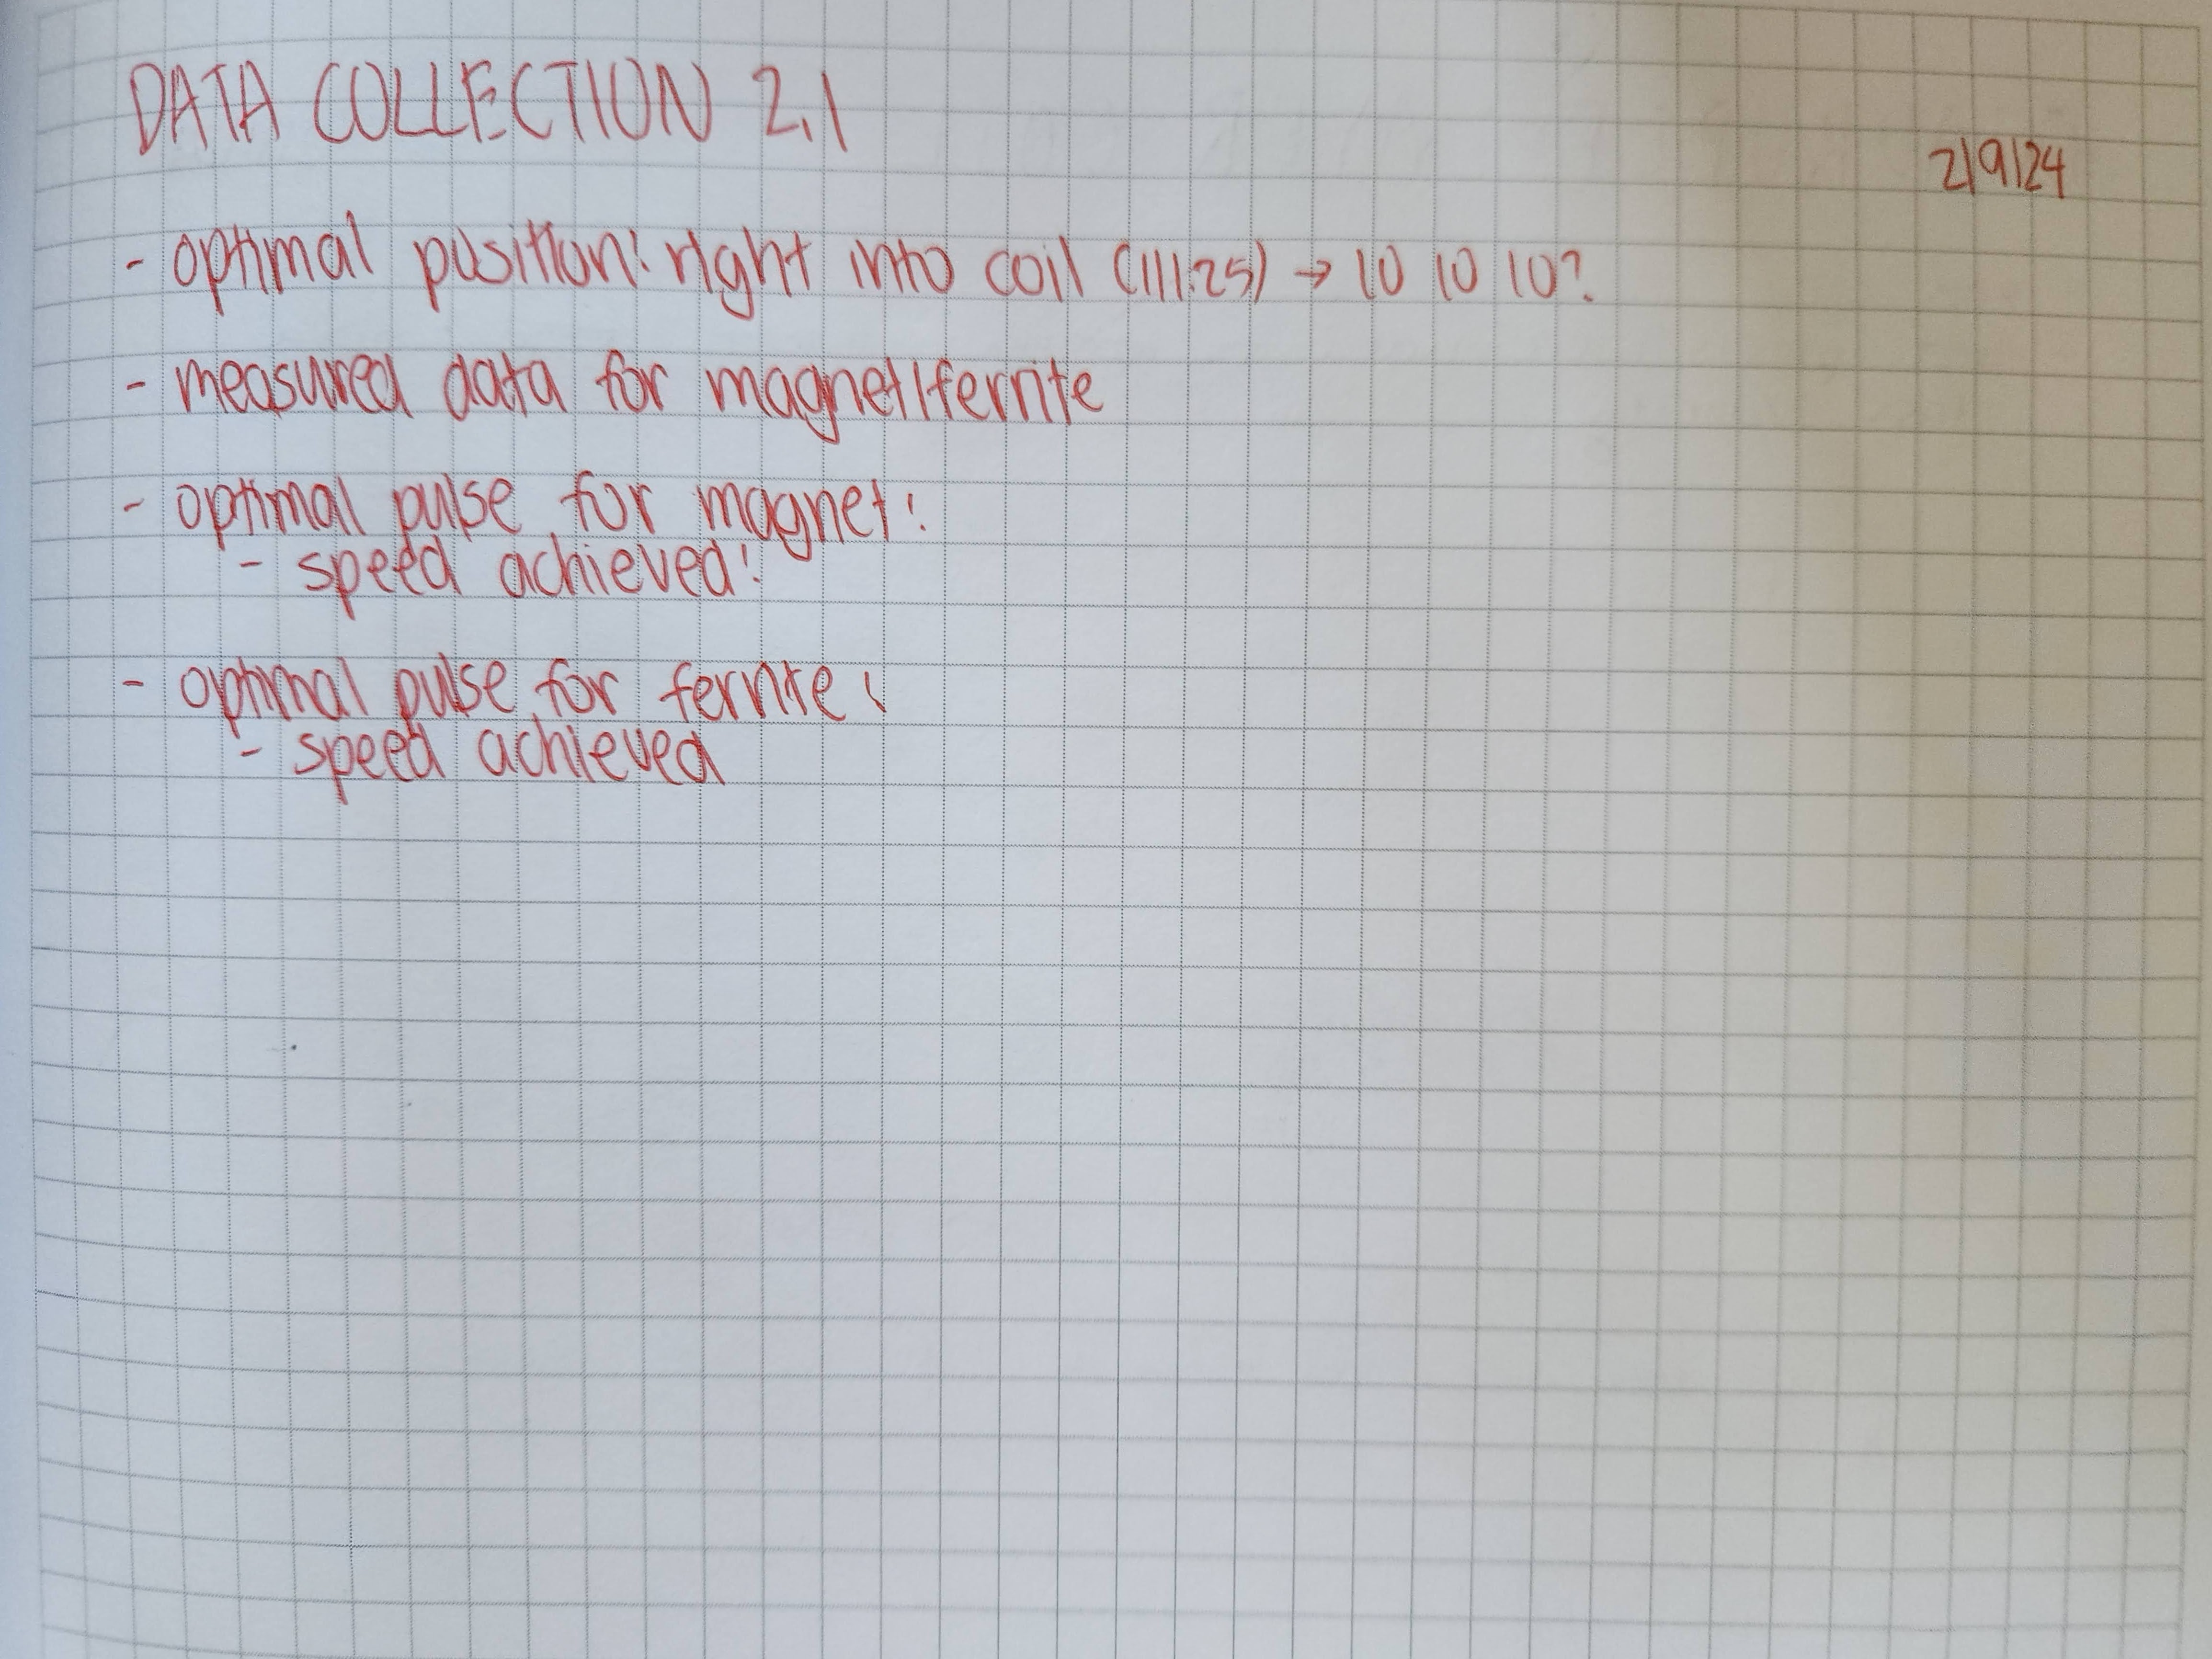 DATA COLLECTION 2.1
2/9/24
- optimal position: right into coil (111.25) → 10 10 10?
- measured data for magnet/ferrite
- optimal pulse for magnet:
- speed achieved:
- optimal pulse for ferrite:
- speed achieved